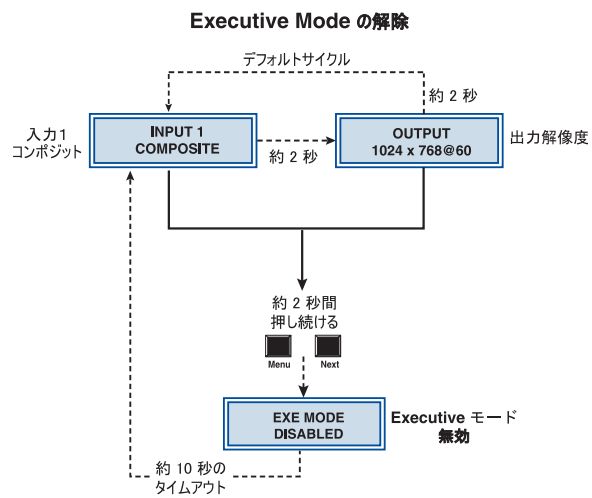 Executive Mode の解除
デフォルトサイクル
約 2 秒
入力1
コンポジット
INPUT 1
COMPOSITE
約 2 秒
OUTPUT
1024 x 768@60
出力解像度
約 2 秒間
押し続ける
Menu
Next
EXE MODE
DISABLED
Executive モード
無効
約 10 秒の
タイムアウト